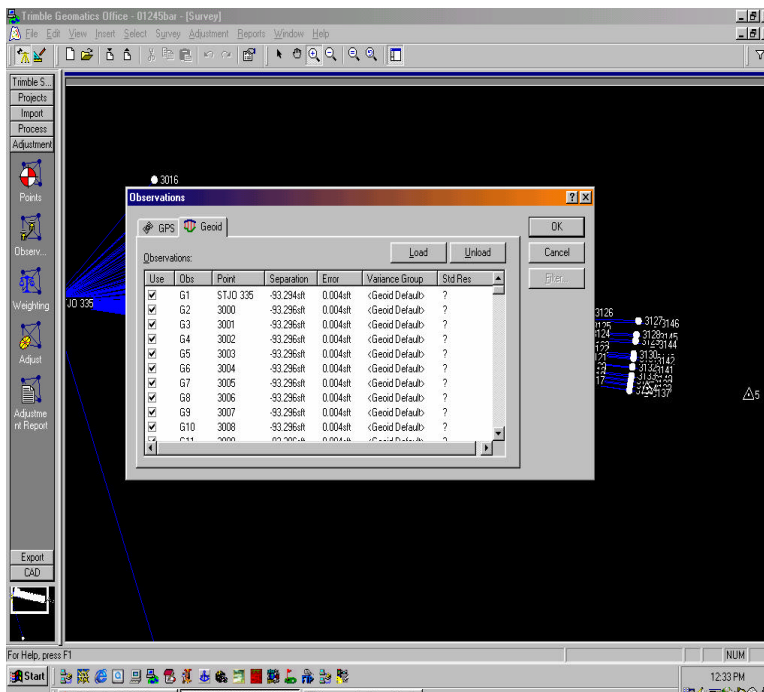 Trimble Geomatics Office - 01245bar - [Survey]
File Edit View Insert Select Survey Adjustment Reports Window Help
Trimble S...
Projects
Import
Process
Adjustment
Points
Observ...
Weighting
Adjust
Adjustme
nt Report
Export
CAD
3016
JO 335
Observations
GPS Geoid
Observations:
Load Unload
OK
Cancel
Filter...
Use Obs Point Separation Error Variance Group Std Res
G1 STJO 335 -93.294sft 0.004sft <Geoid Default> ?
G2 3000 -93.296sft 0.004sft <Geoid Default> ?
G3 3001 -93.296sft 0.004sft <Geoid Default> ?
G4 3002 -93.296sft 0.004sft <Geoid Default> ?
G5 3003 -93.296sft 0.004sft <Geoid Default> ?
G6 3004 -93.296sft 0.004sft <Geoid Default> ?
G7 3005 -93.296sft 0.004sft <Geoid Default> ?
G8 3006 -93.296sft 0.004sft <Geoid Default> ?
G9 3007 -93.296sft 0.004sft <Geoid Default> ?
G10 3008 -93.296sft 0.004sft <Geoid Default> ?
3126
3127 3146
3144
3130
3132 3141
17
3137
5
For Help, press F1
NUM
Start
12:33 PM